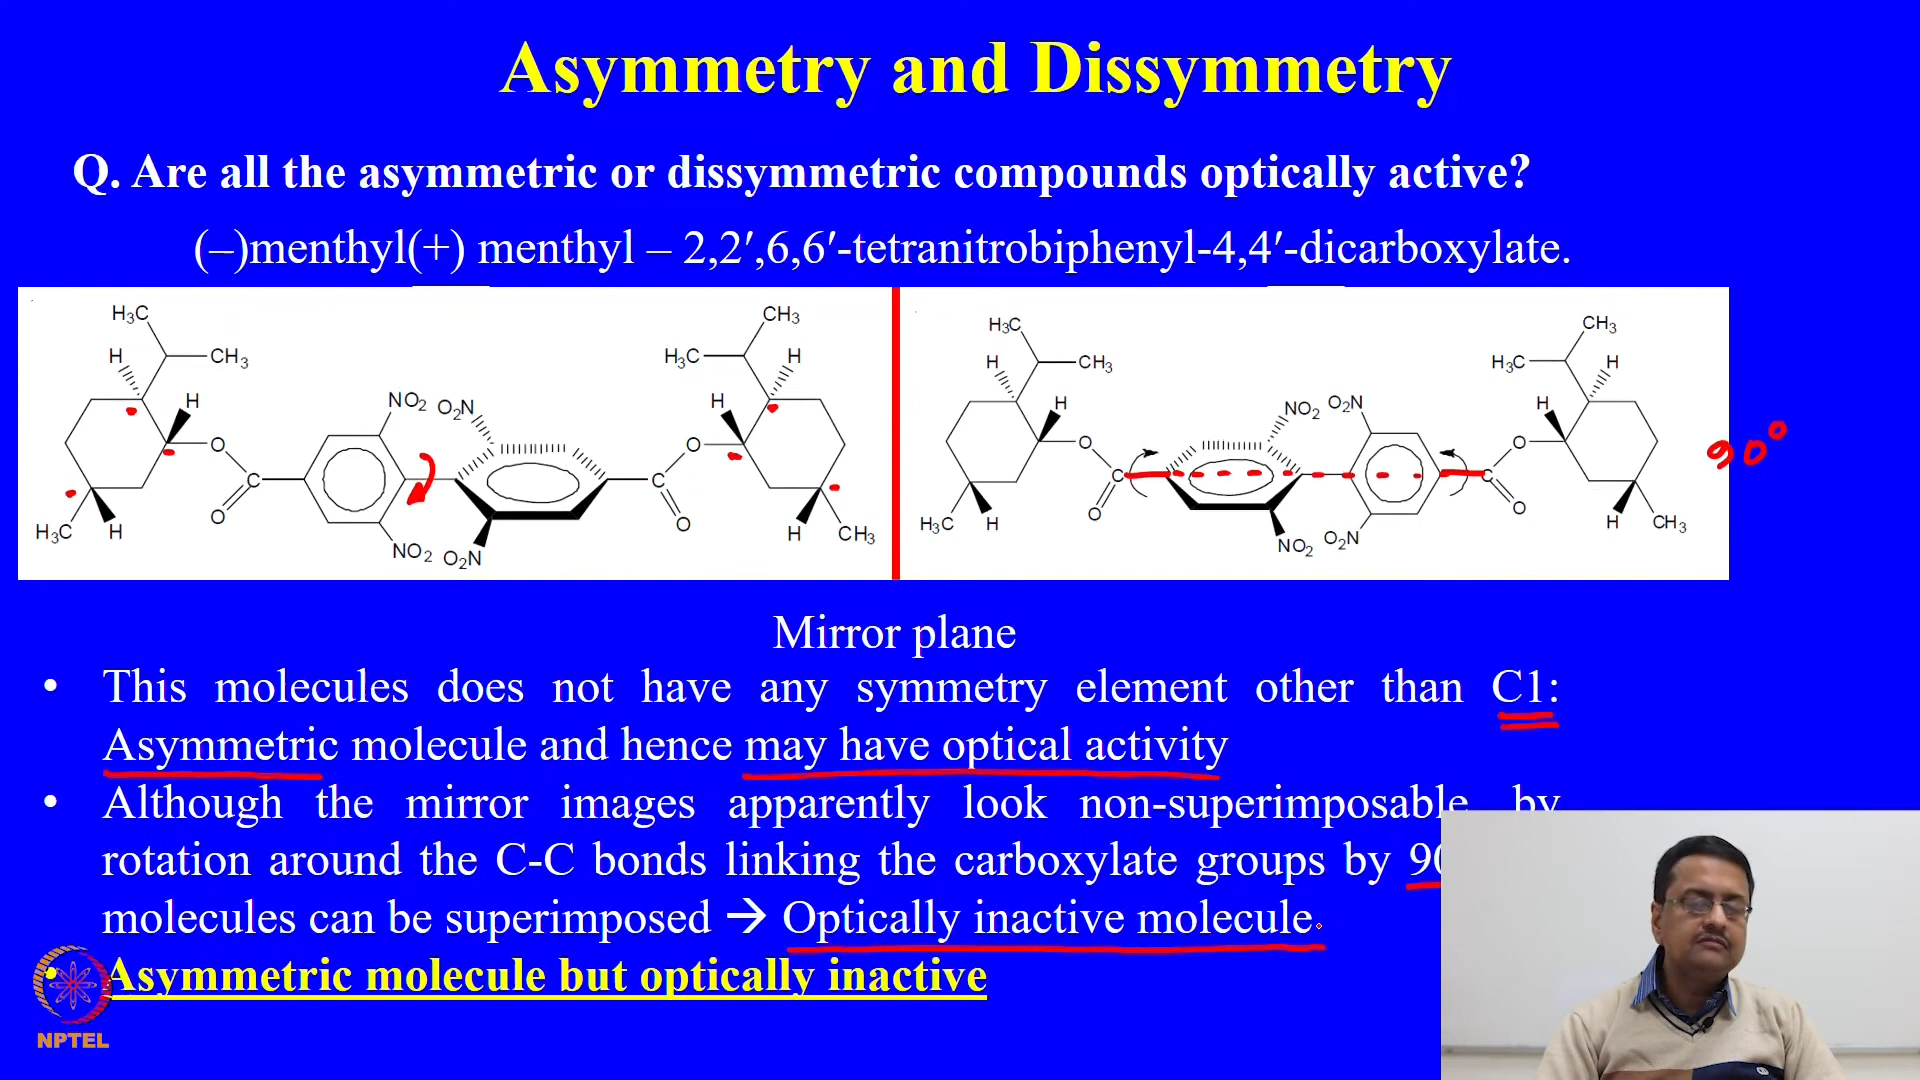 Asymmetry and Dissymmetry
Q. Are all the asymmetric or dissymmetric compounds optically active?
(–)menthyl(+) menthyl – 2,2′,6,6′-tetranitrobiphenyl-4,4′-dicarboxylate.
H₃C CH₃ H₃C CH₃
H CH₃ H₃C H H CH₃ H₃C H
H NO₂ O₂N H H NO₂ O₂N H
O O O O 90°
C C C C
O O O O
H₃C H NO₂ O₂N H CH₃ H₃C H NO₂ O₂N H CH₃
Mirror plane
• This molecules does not have any symmetry element other than C1:
Asymmetric molecule and hence may have optical activity
• Although the mirror images apparently look non-superimposable, by
rotation around the C-C bonds linking the carboxylate groups by
molecules can be superimposed → Optically inactive molecule.
• Asymmetric molecule but optically inactive
NPTEL